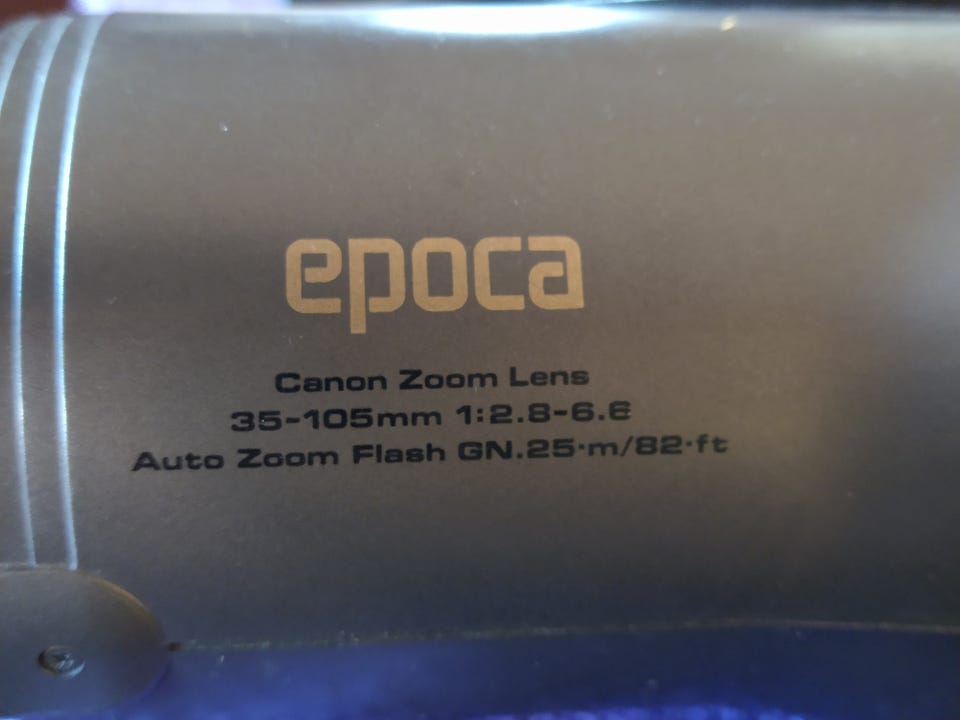 epoca
Canon Zoom Lens
35-105mm 1:2.8-6.6
Auto Zoom Flash GN.25·m/82·ft